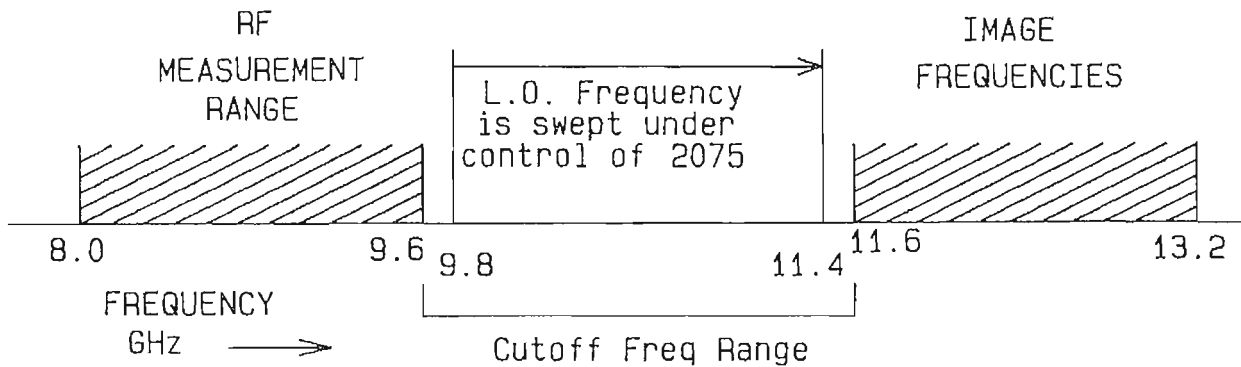 RF
MEASUREMENT
RANGE
L.O. Frequency
is swept under
control of 2075
IMAGE
FREQUENCIES
8.0
9.6
9.8
11.4
11.6
13.2
FREQUENCY
GHz
Cutoff Freq Range